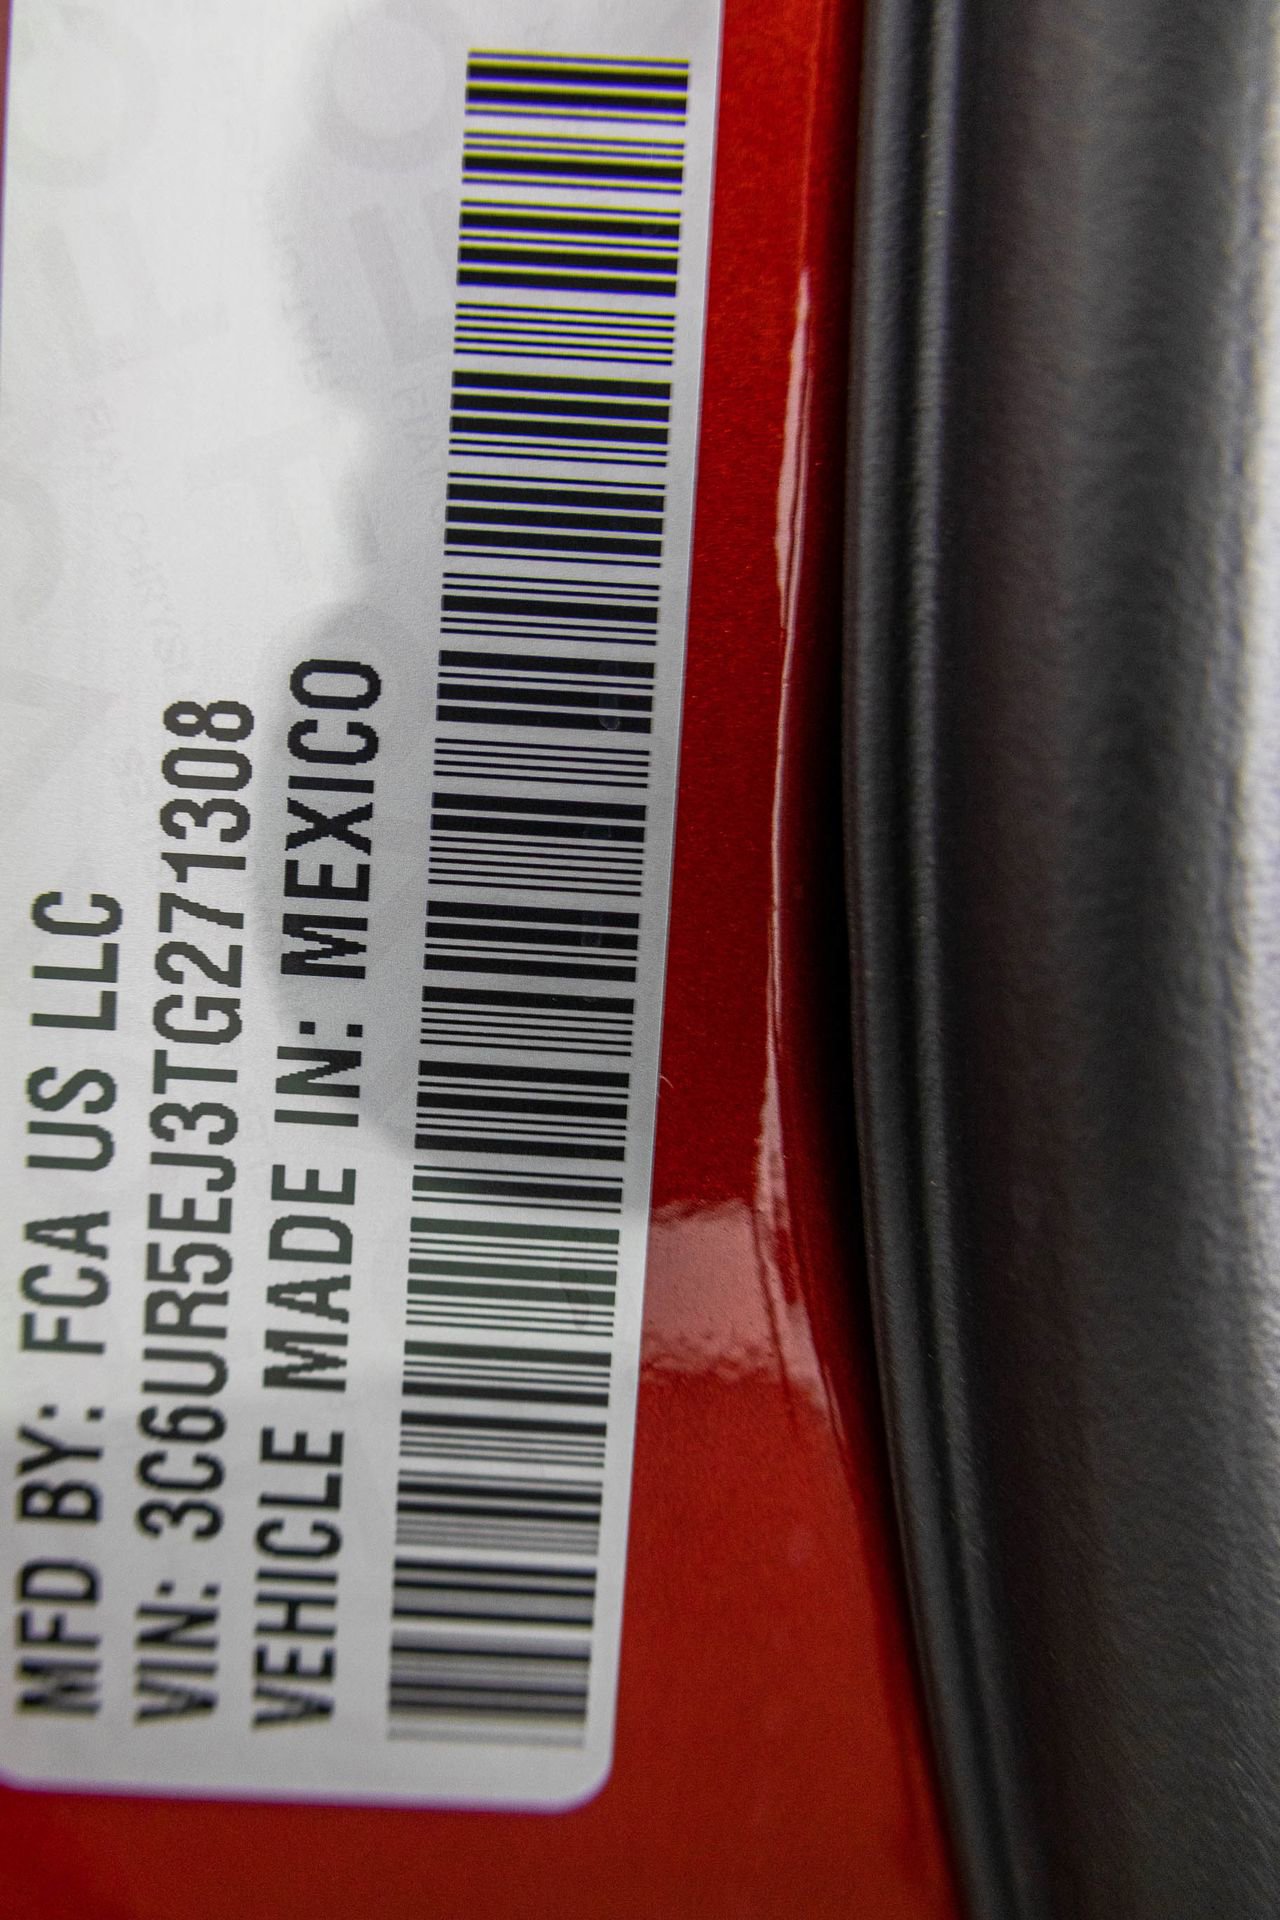 MFD BY: FCA US LLC
VIN: 3C6UR5EJ3TG271308
VEHICLE MADE IN: MEXICO